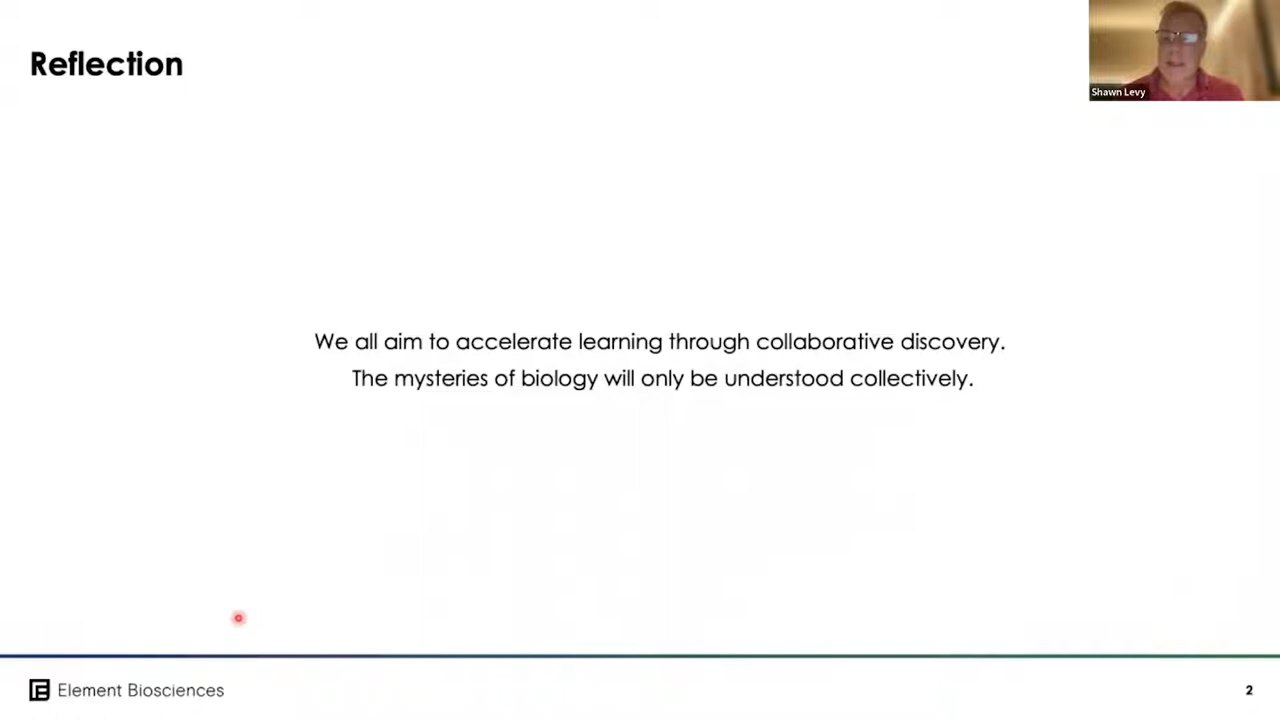 Reflection
Shawn Levy
We all aim to accelerate learning through collaborative discovery.
The mysteries of biology will only be understood collectively.
Element Biosciences
2